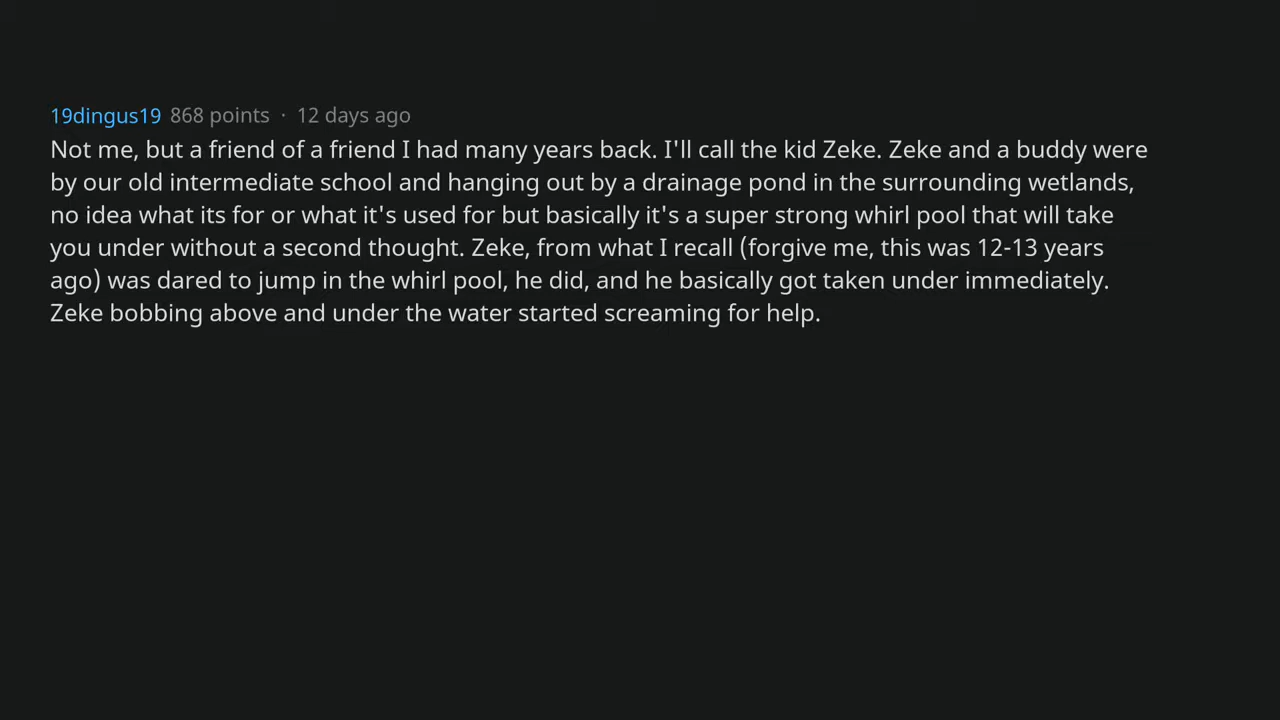 19dingus19 868 points · 12 days ago
Not me, but a friend of a friend I had many years back. I'll call the kid Zeke. Zeke and a buddy were
by our old intermediate school and hanging out by a drainage pond in the surrounding wetlands,
no idea what its for or what it's used for but basically it's a super strong whirl pool that will take
you under without a second thought. Zeke, from what I recall (forgive me, this was 12-13 years
ago) was dared to jump in the whirl pool, he did, and he basically got taken under immediately.
Zeke bobbing above and under the water started screaming for help.